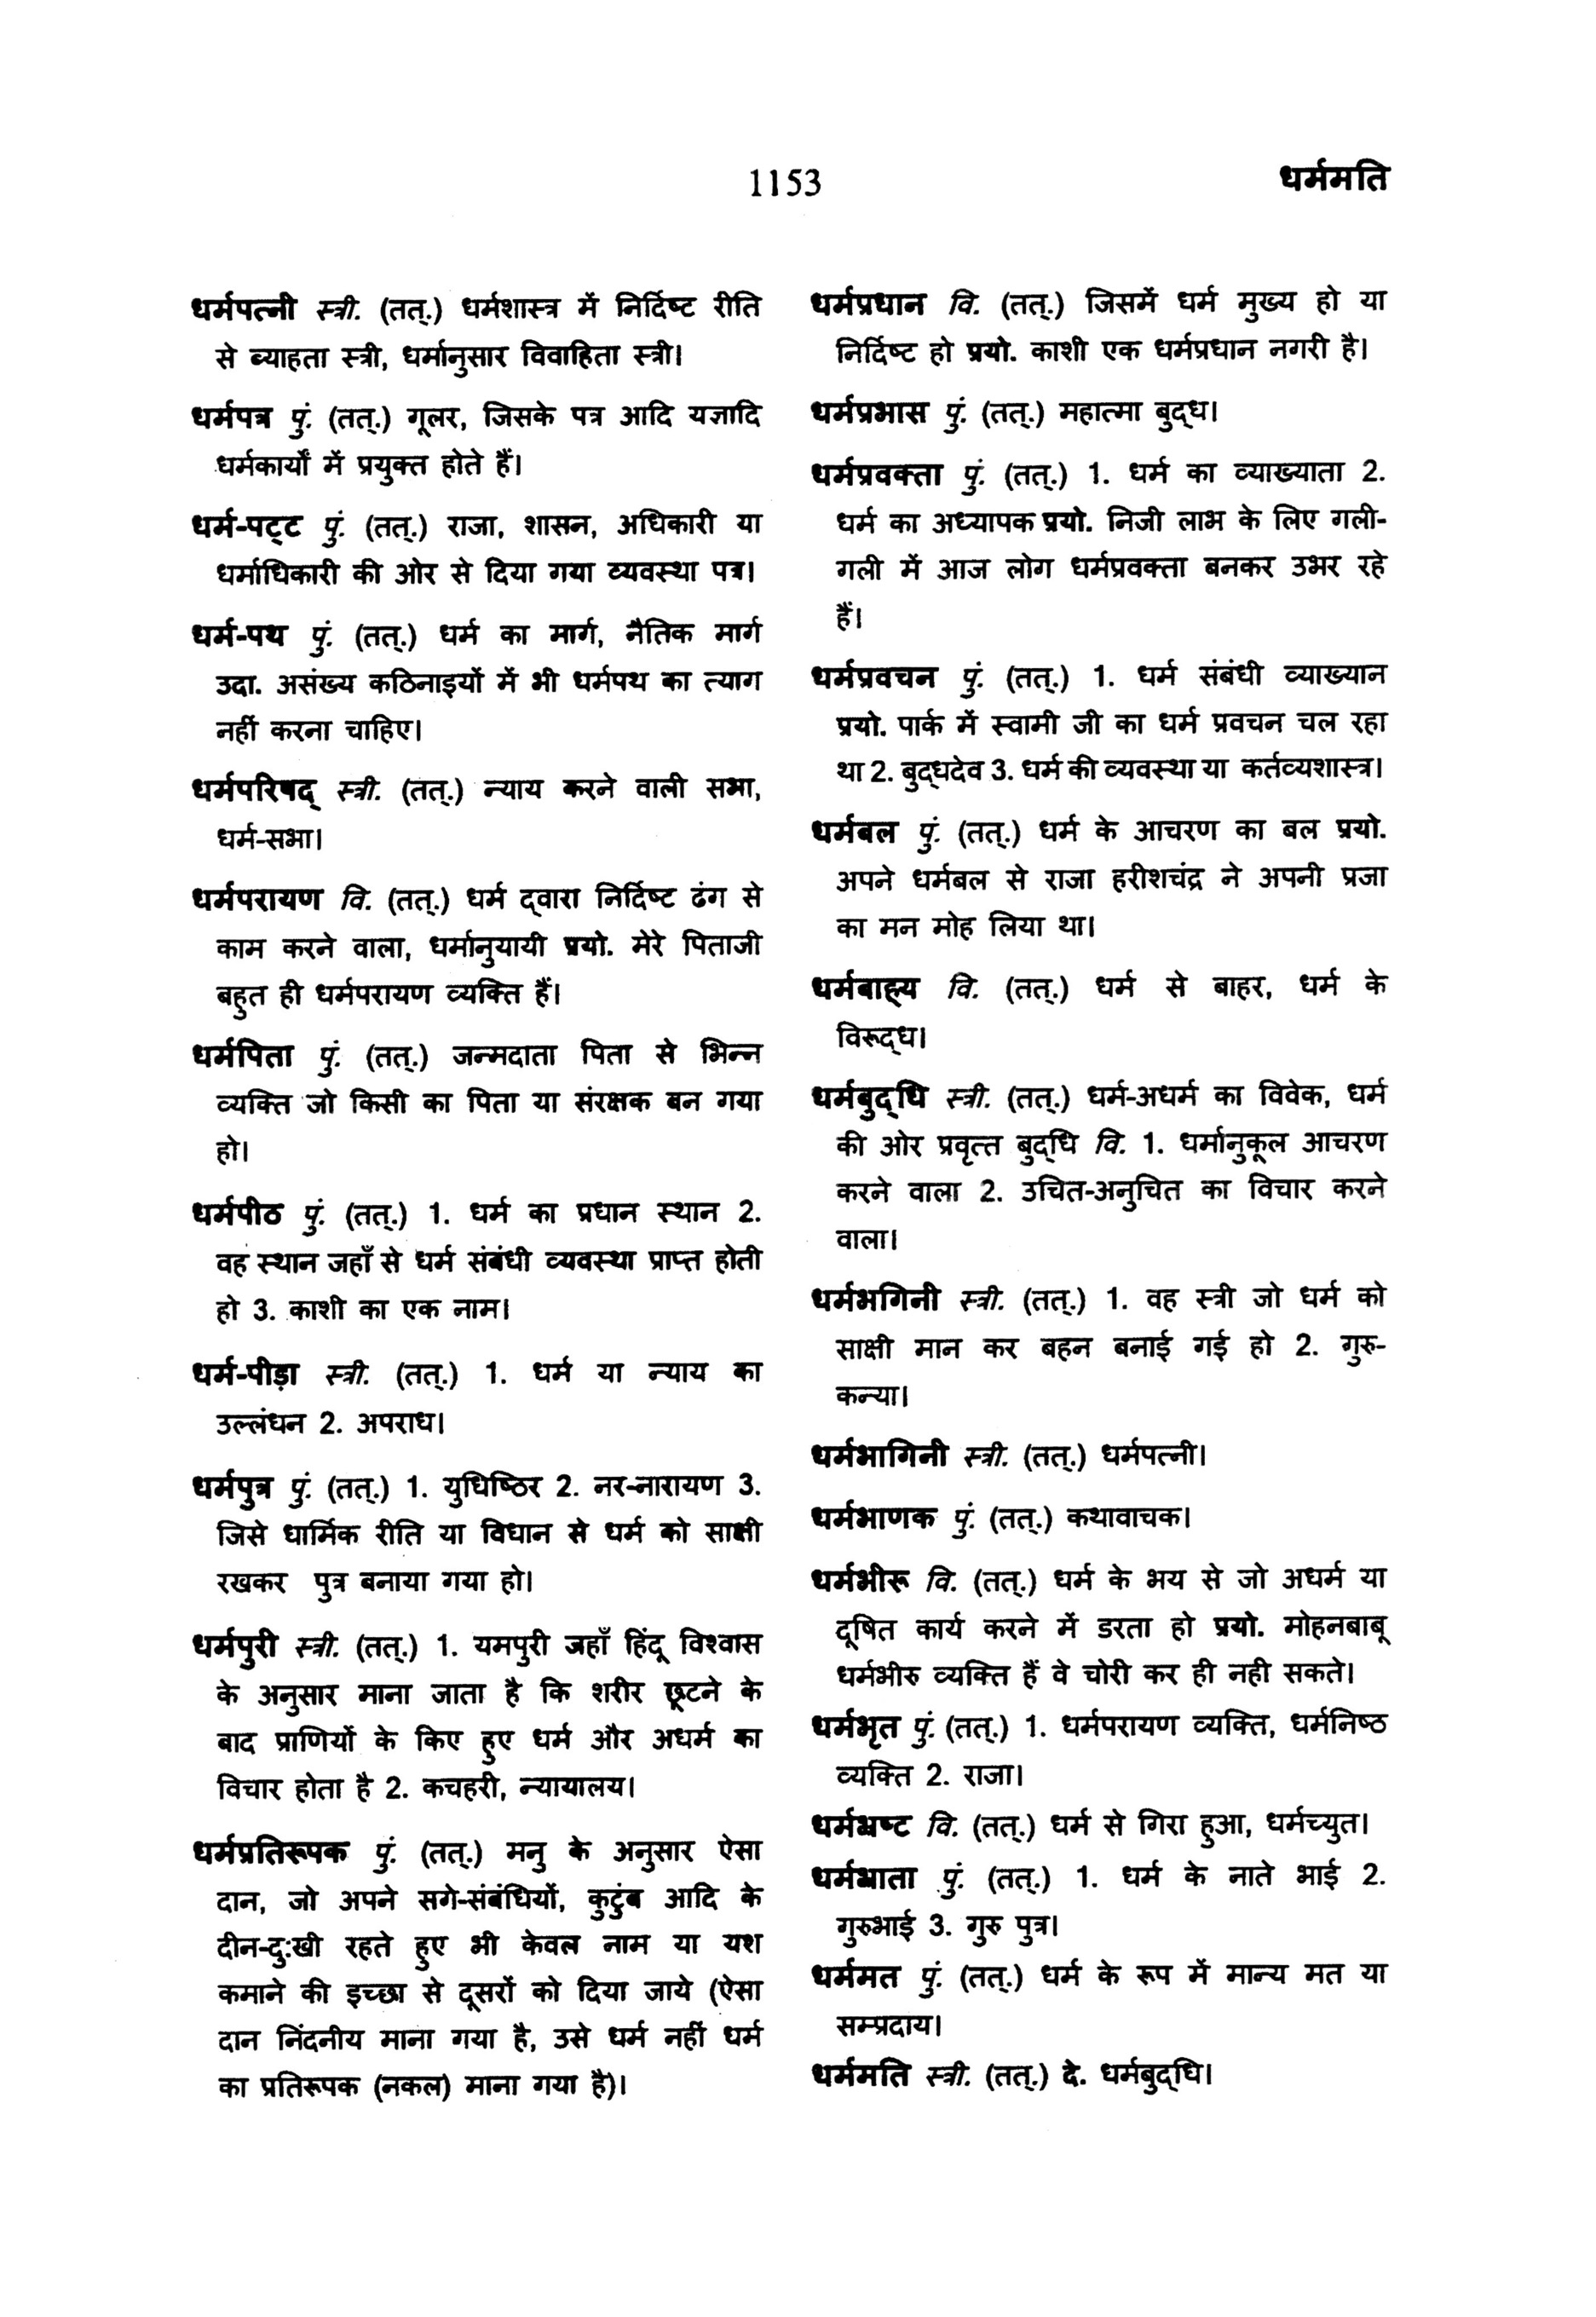 1153
धर्ममति
धर्मपत्नी स्त्री. (तत्.) धर्मशास्त्र में निर्दिष्ट रीति
से ब्याहता स्त्री, धर्मानुसार विवाहिता स्त्री।
धर्मपत्र पुं. (तत्.) गूलर, जिसके पत्र आदि यज्ञादि
धर्मकार्यों में प्रयुक्त होते हैं।
धर्म-पट्ट पुं. (तत्.) राजा, शासन, अधिकारी या
धर्माधिकारी की ओर से दिया गया व्यवस्था पत्र।
धर्म-पथ पुं. (तत्.) धर्म का मार्ग, नैतिक मार्ग
उदा. असंख्य कठिनाइयों में भी धर्मपथ का त्याग
नहीं करना चाहिए।
धर्मपरिषद् स्त्री. (तत्.) न्याय करने वाली सभा,
धर्म-सभा।
धर्मपरायण वि. (तत्.) धर्म द्वारा निर्दिष्ट ढंग से
काम करने वाला, धर्मानुयायी प्रयो. मेरे पिताजी
बहुत ही धर्मपरायण व्यक्ति हैं।
धर्मपिता पुं. (तत्.) जन्मदाता पिता से भिन्न
व्यक्ति जो किसी का पिता या संरक्षक बन गया
हो।
धर्मपीठ पुं. (तत्.) 1. धर्म का प्रधान स्थान 2.
वह स्थान जहाँ से धर्म संबंधी व्यवस्था प्राप्त होती
हो 3. काशी का एक नाम।
धर्म-पीड़ा स्त्री. (तत्.) 1. धर्म या न्याय का
उल्लंधन 2. अपराध।
धर्मपुत्र पुं. (तत्.) 1. युधिष्ठिर 2. नर-नारायण 3.
जिसे धार्मिक रीति या विधान से धर्म को साक्षी
रखकर पुत्र बनाया गया हो।
धर्मपुरी स्त्री. (तत्.) 1. यमपुरी जहाँ हिंदू विश्वास
के अनुसार माना जाता है कि शरीर छूटने के
बाद प्राणियों के किए हुए धर्म और अधर्म का
विचार होता है 2. कचहरी, न्यायालय।
धर्मप्रतिरूपक पुं. (तत्.) मनु के अनुसार ऐसा
दान, जो अपने सगे-संबंधियों, कुटुंब आदि के
दीन-दुःखी रहते हुए भी केवल नाम या यश
कमाने की इच्छा से दूसरों को दिया जाये (ऐसा
दान निंदनीय माना गया है, उसे धर्म नहीं धर्म
का प्रतिरूपक (नकल) माना गया है)।
धर्मप्रधान वि. (तत्.) जिसमें धर्म मुख्य हो या
निर्दिष्ट हो प्रयो. काशी एक धर्मप्रधान नगरी है।
धर्मप्रभास पुं. (तत्.) महात्मा बुद्ध।
धर्मप्रवक्ता पुं. (तत्.) 1. धर्म का व्याख्याता 2.
धर्म का अध्यापक प्रयो. निजी लाभ के लिए गली-
गली में आज लोग धर्मप्रवक्ता बनकर उभर रहे
हैं।
धर्मप्रवचन पुं. (तत्.) 1. धर्म संबंधी व्याख्यान
प्रयो. पार्क में स्वामी जी का धर्म प्रवचन चल रहा
था 2. बुद्धदेव 3. धर्म की व्यवस्था या कर्तव्यशास्त्र।
धर्मबल पुं. (तत्.) धर्म के आचरण का बल प्रयो.
अपने धर्मबल से राजा हरीशचंद्र ने अपनी प्रजा
का मन मोह लिया था।
धर्मबाह्य वि. (तत्.) धर्म से बाहर, धर्म के
विरूद्ध।
धर्मबुद्धि स्त्री. (तत्.) धर्म-अधर्म का विवेक, धर्म
की ओर प्रवृत्त बुद्धि वि. 1. धर्मानुकूल आचरण
करने वाला 2. उचित-अनुचित का विचार करने
वाला।
धर्मभगिनी स्त्री. (तत्.) 1. वह स्त्री जो धर्म को
साक्षी मान कर बहन बनाई गई हो 2. गुरु-
कन्या।
धर्मभागिनी स्त्री. (तत्.) धर्मपत्नी।
धर्मभाणक पुं. (तत्.) कथावाचक।
धर्मभीरू वि. (तत्.) धर्म के भय से जो अधर्म या
दूषित कार्य करने में डरता हो प्रयो. मोहनबाबू
धर्मभीरु व्यक्ति हैं वे चोरी कर ही नही सकते।
धर्मभृत पुं. (तत्.) 1. धर्मपरायण व्यक्ति, धर्मनिष्ठ
व्यक्ति 2. राजा।
धर्मभ्रष्ट वि. (तत्.) धर्म से गिरा हुआ, धर्मच्युत।
धर्मभ्राता पुं. (तत्.) 1. धर्म के नाते भाई 2.
गुरुभाई 3. गुरु पुत्र।
धर्ममत पुं. (तत्.) धर्म के रूप में मान्य मत या
सम्प्रदाय।
धर्ममति स्त्री. (तत्.) दे. धर्मबुद्धि।